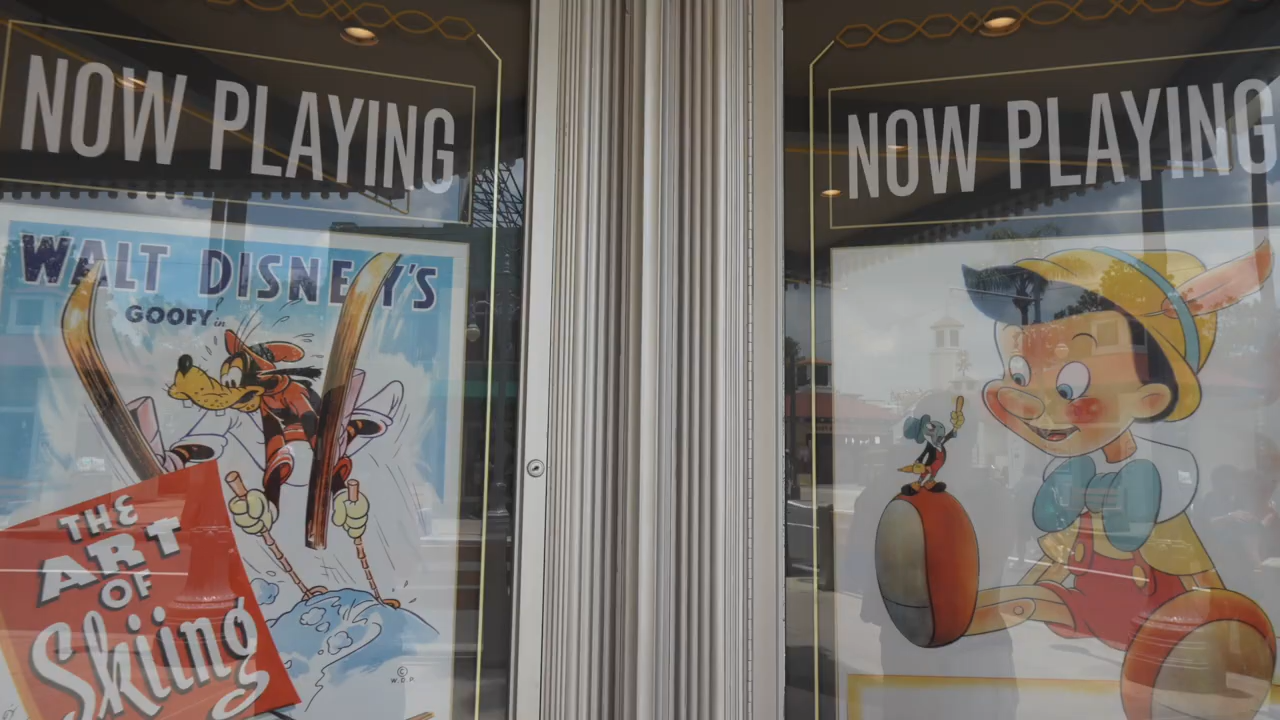 NOW PLAYING
WALT DISNEY'S
GOOFY in
THE
ART
OF
Skiing
©
W.D.P.
NOW PLAYING